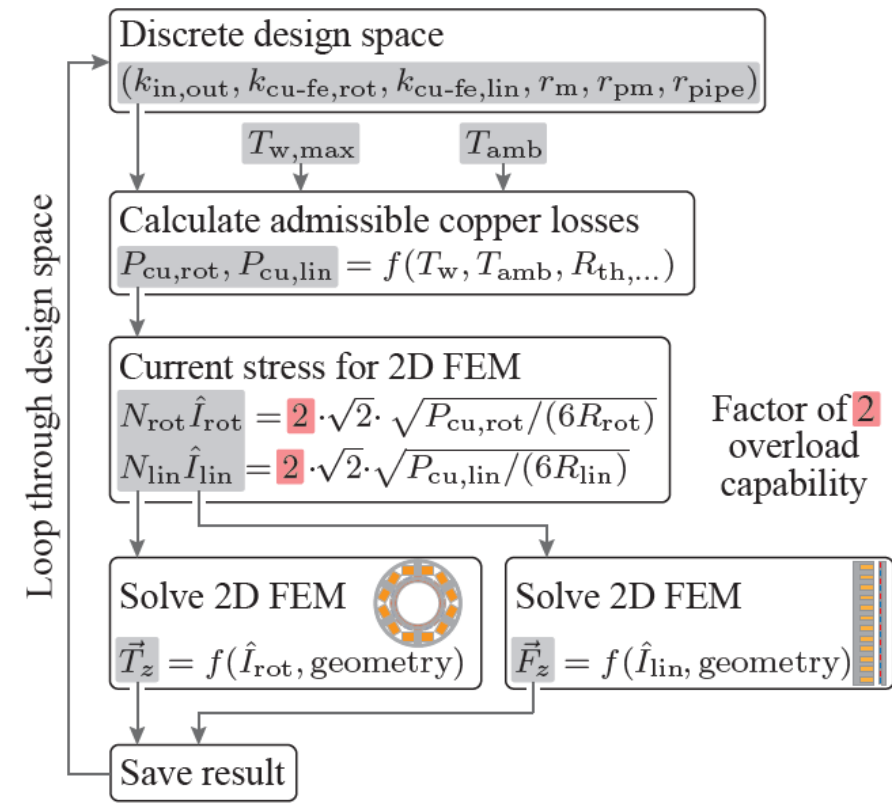 Discrete design space
(k_in,out, k_cu-fe,rot, k_cu-fe,lin, r_m, r_pm, r_pipe)
T_w,max
T_amb
Calculate admissible copper losses
P_cu,rot, P_cu,lin = f(T_w, T_amb, R_th,...)
Current stress for 2D FEM
N_rot Î_rot = 2·√2· √P_cu,rot/(6R_rot)
N_lin Î_lin = 2·√2·√P_cu,lin/(6R_lin)
Factor of 2
overload
capability
Solve 2D FEM
T⃗_z = f(Î_rot, geometry)
Solve 2D FEM
F⃗_z = f(Î_lin, geometry)
Save result
Loop through design space